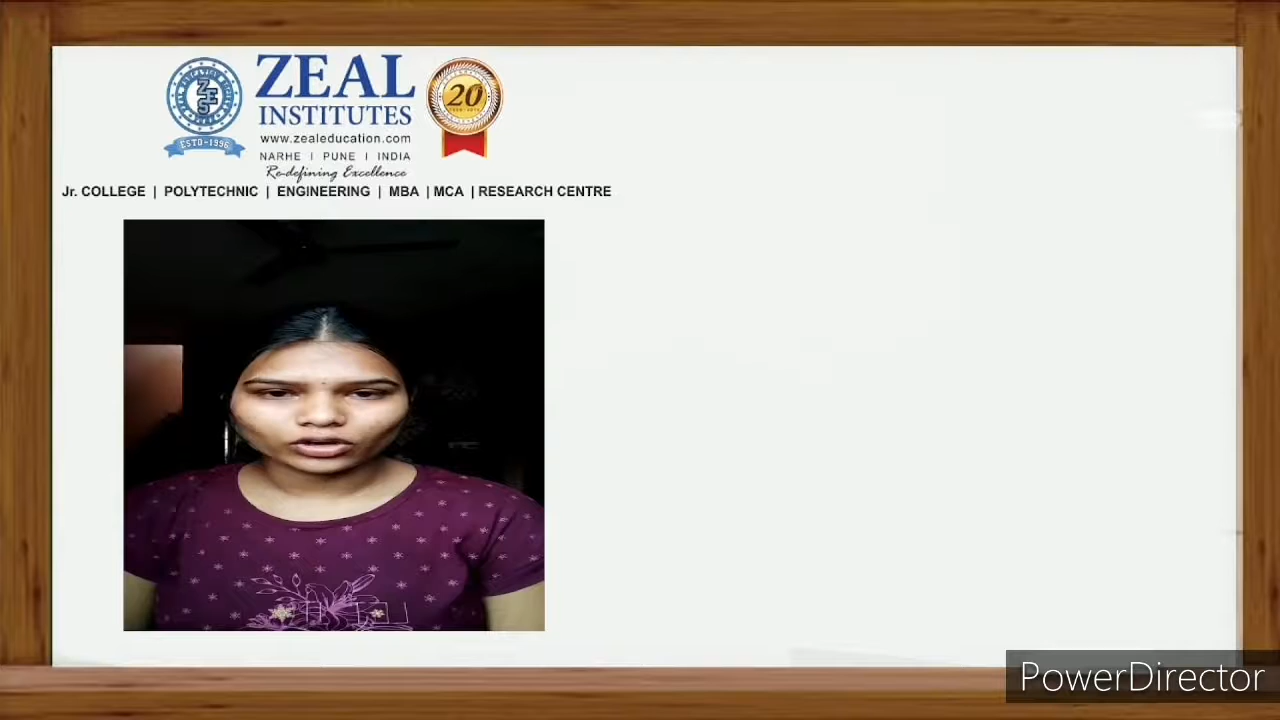 ZES
ESTD-1996
ZEAL
INSTITUTES
www.zealeducation.com
NARHE | PUNE | INDIA
Re-defining Excellence
20
Jr. COLLEGE | POLYTECHNIC | ENGINEERING | MBA | MCA | RESEARCH CENTRE
PowerDirector